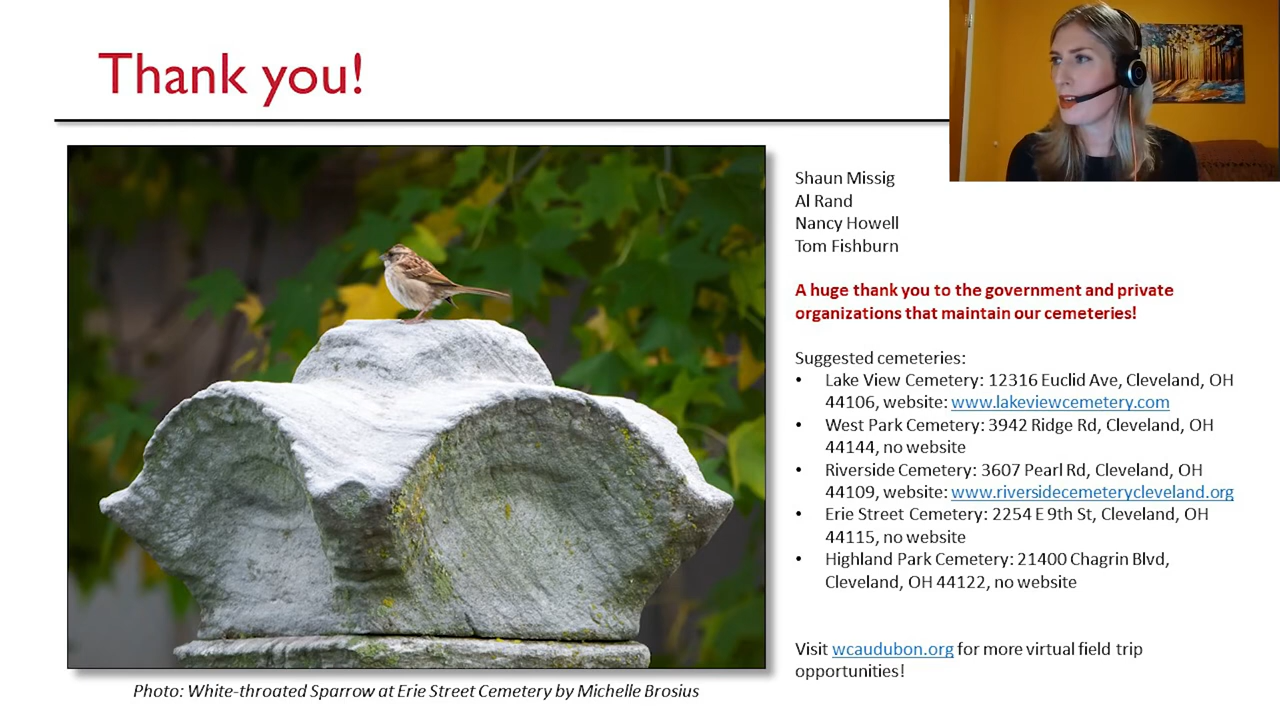 Thank you!
Shaun Missig
Al Rand
Nancy Howell
Tom Fishburn
A huge thank you to the government and private
organizations that maintain our cemeteries!
Suggested cemeteries:
• Lake View Cemetery: 12316 Euclid Ave, Cleveland, OH
44106, website: www.lakeviewcemetery.com
• West Park Cemetery: 3942 Ridge Rd, Cleveland, OH
44144, no website
• Riverside Cemetery: 3607 Pearl Rd, Cleveland, OH
44109, website: www.riversidecemeterycleveland.org
• Erie Street Cemetery: 2254 E 9th St, Cleveland, OH
44115, no website
• Highland Park Cemetery: 21400 Chagrin Blvd,
Cleveland, OH 44122, no website
Visit wcaudubon.org for more virtual field trip
opportunities!
Photo: White-throated Sparrow at Erie Street Cemetery by Michelle Brosius